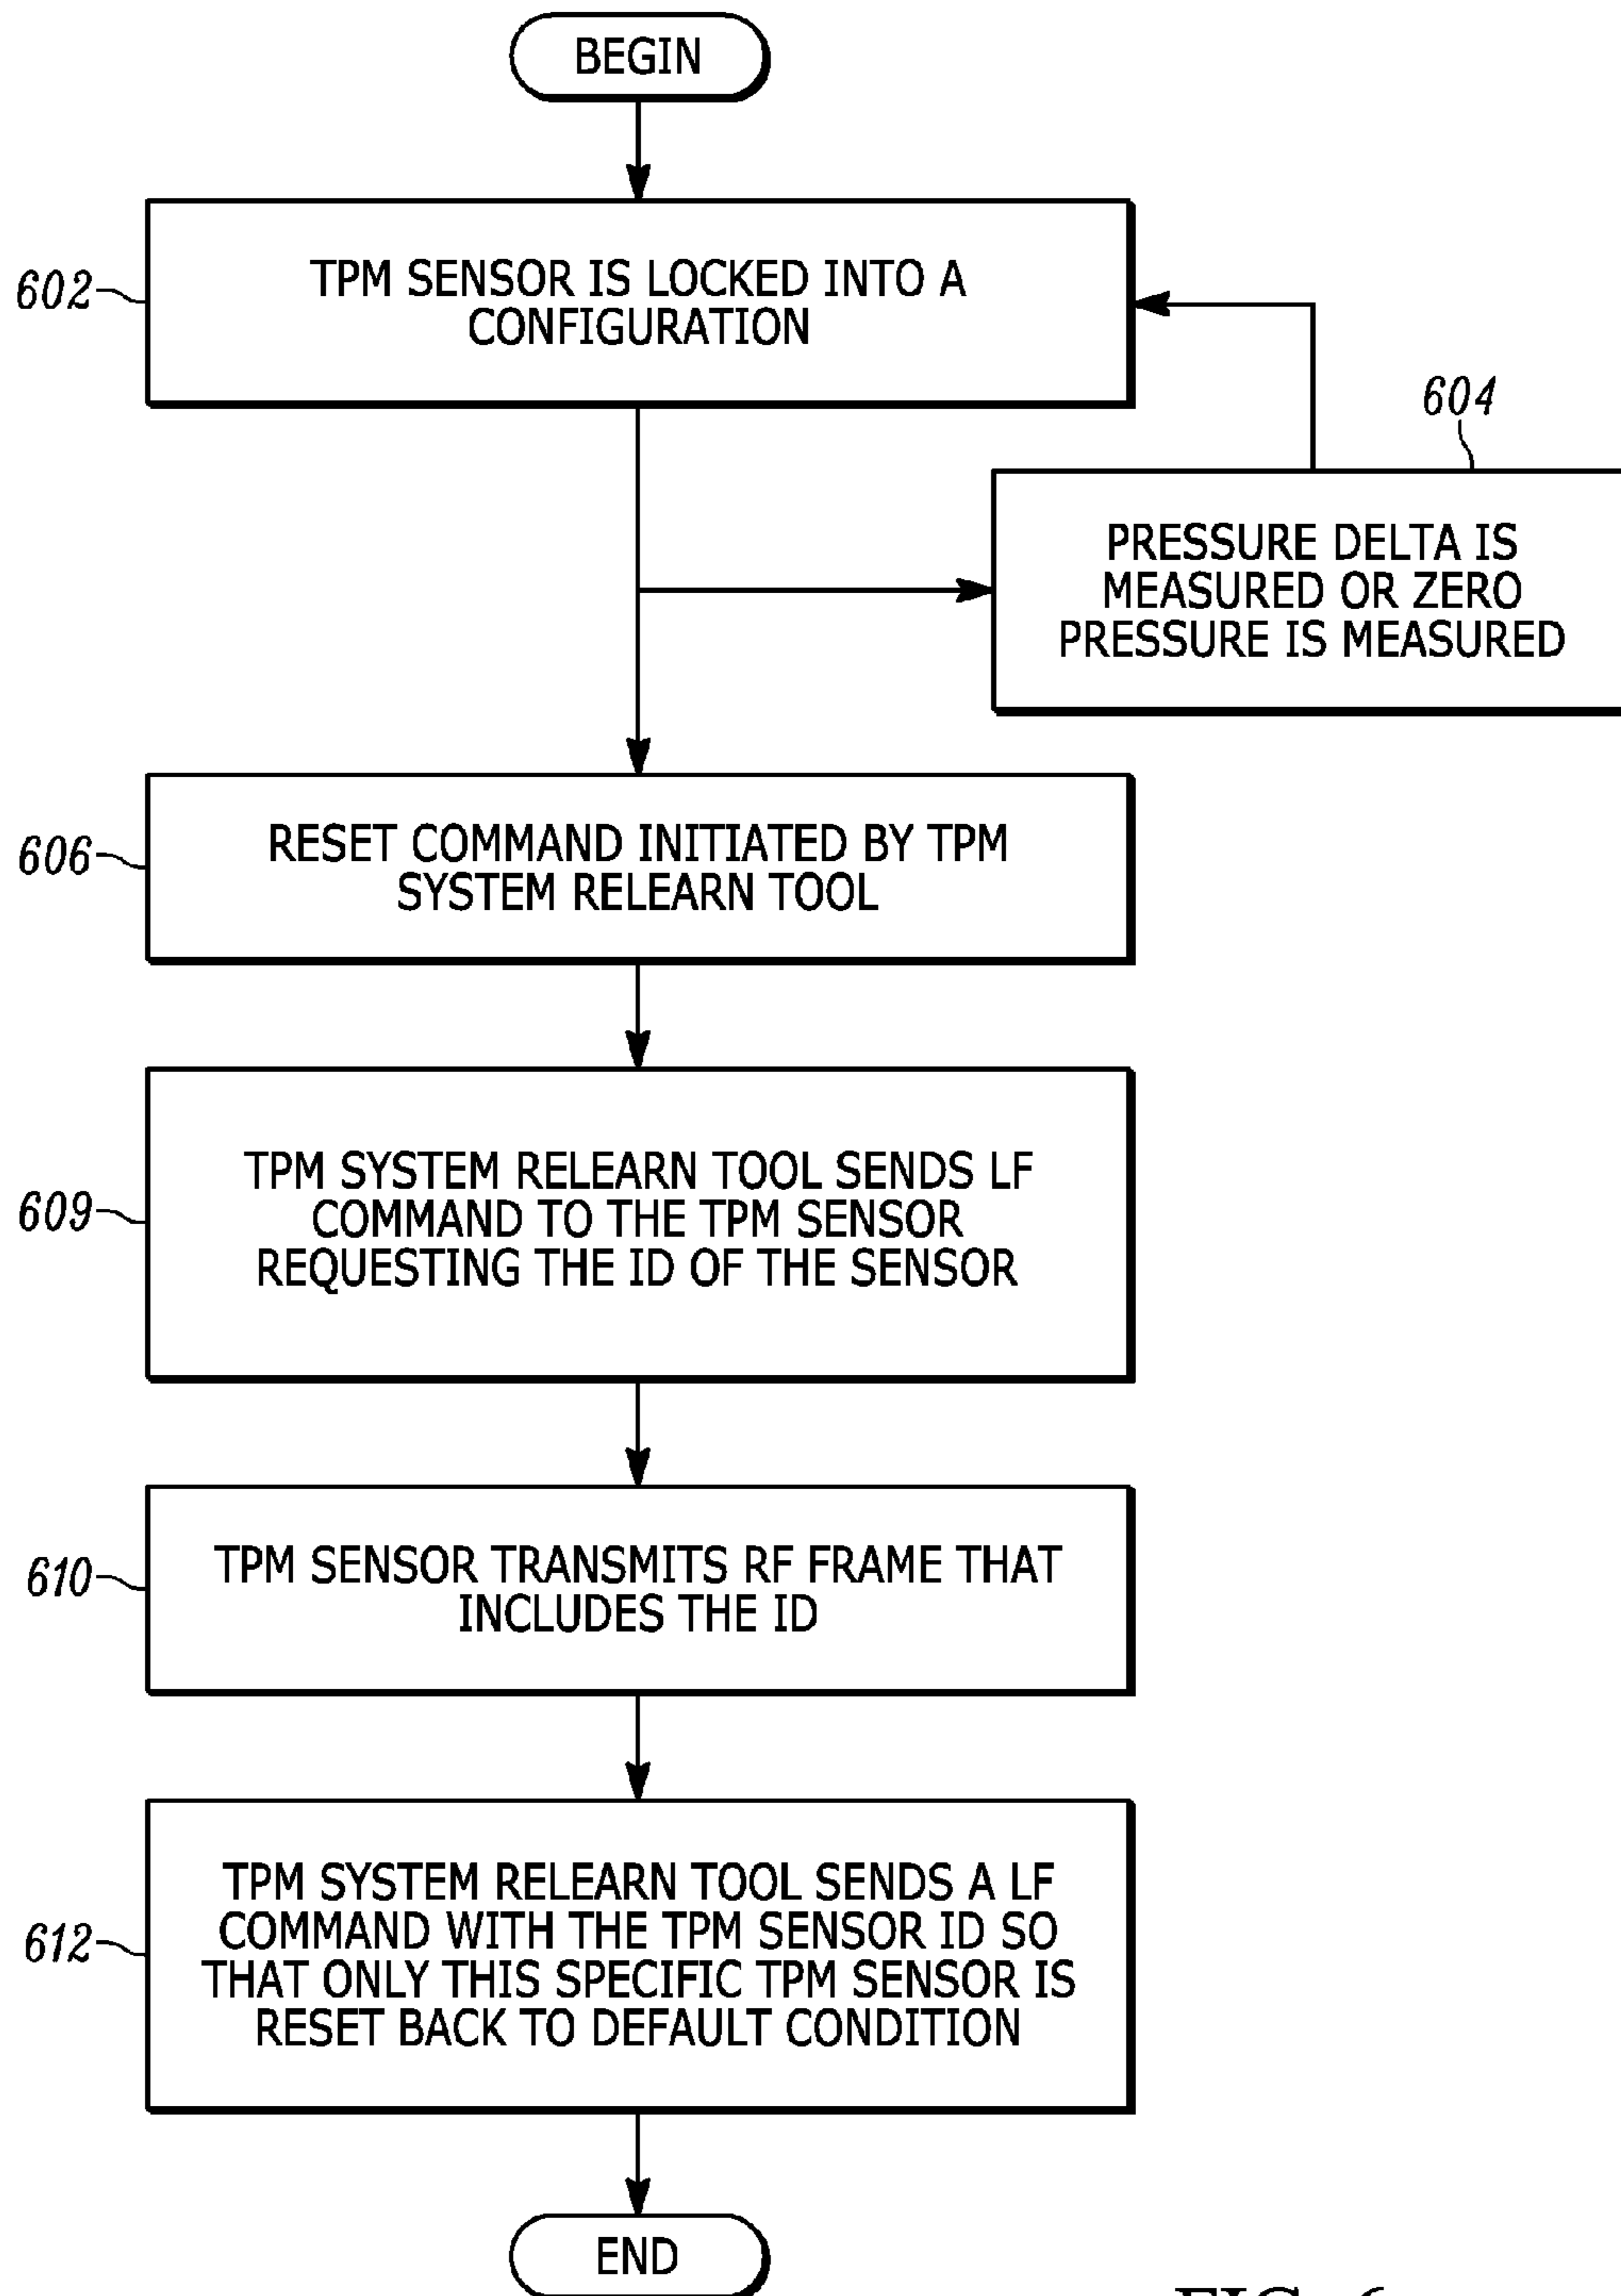 BEGIN
602
TPM SENSOR IS LOCKED INTO A
CONFIGURATION
604
PRESSURE DELTA IS
MEASURED OR ZERO
PRESSURE IS MEASURED
606
RESET COMMAND INITIATED BY TPM
SYSTEM RELEARN TOOL
609
TPM SYSTEM RELEARN TOOL SENDS LF
COMMAND TO THE TPM SENSOR
REQUESTING THE ID OF THE SENSOR
610
TPM SENSOR TRANSMITS RF FRAME THAT
INCLUDES THE ID
612
TPM SYSTEM RELEARN TOOL SENDS A LF
COMMAND WITH THE TPM SENSOR ID SO
THAT ONLY THIS SPECIFIC TPM SENSOR IS
RESET BACK TO DEFAULT CONDITION
END